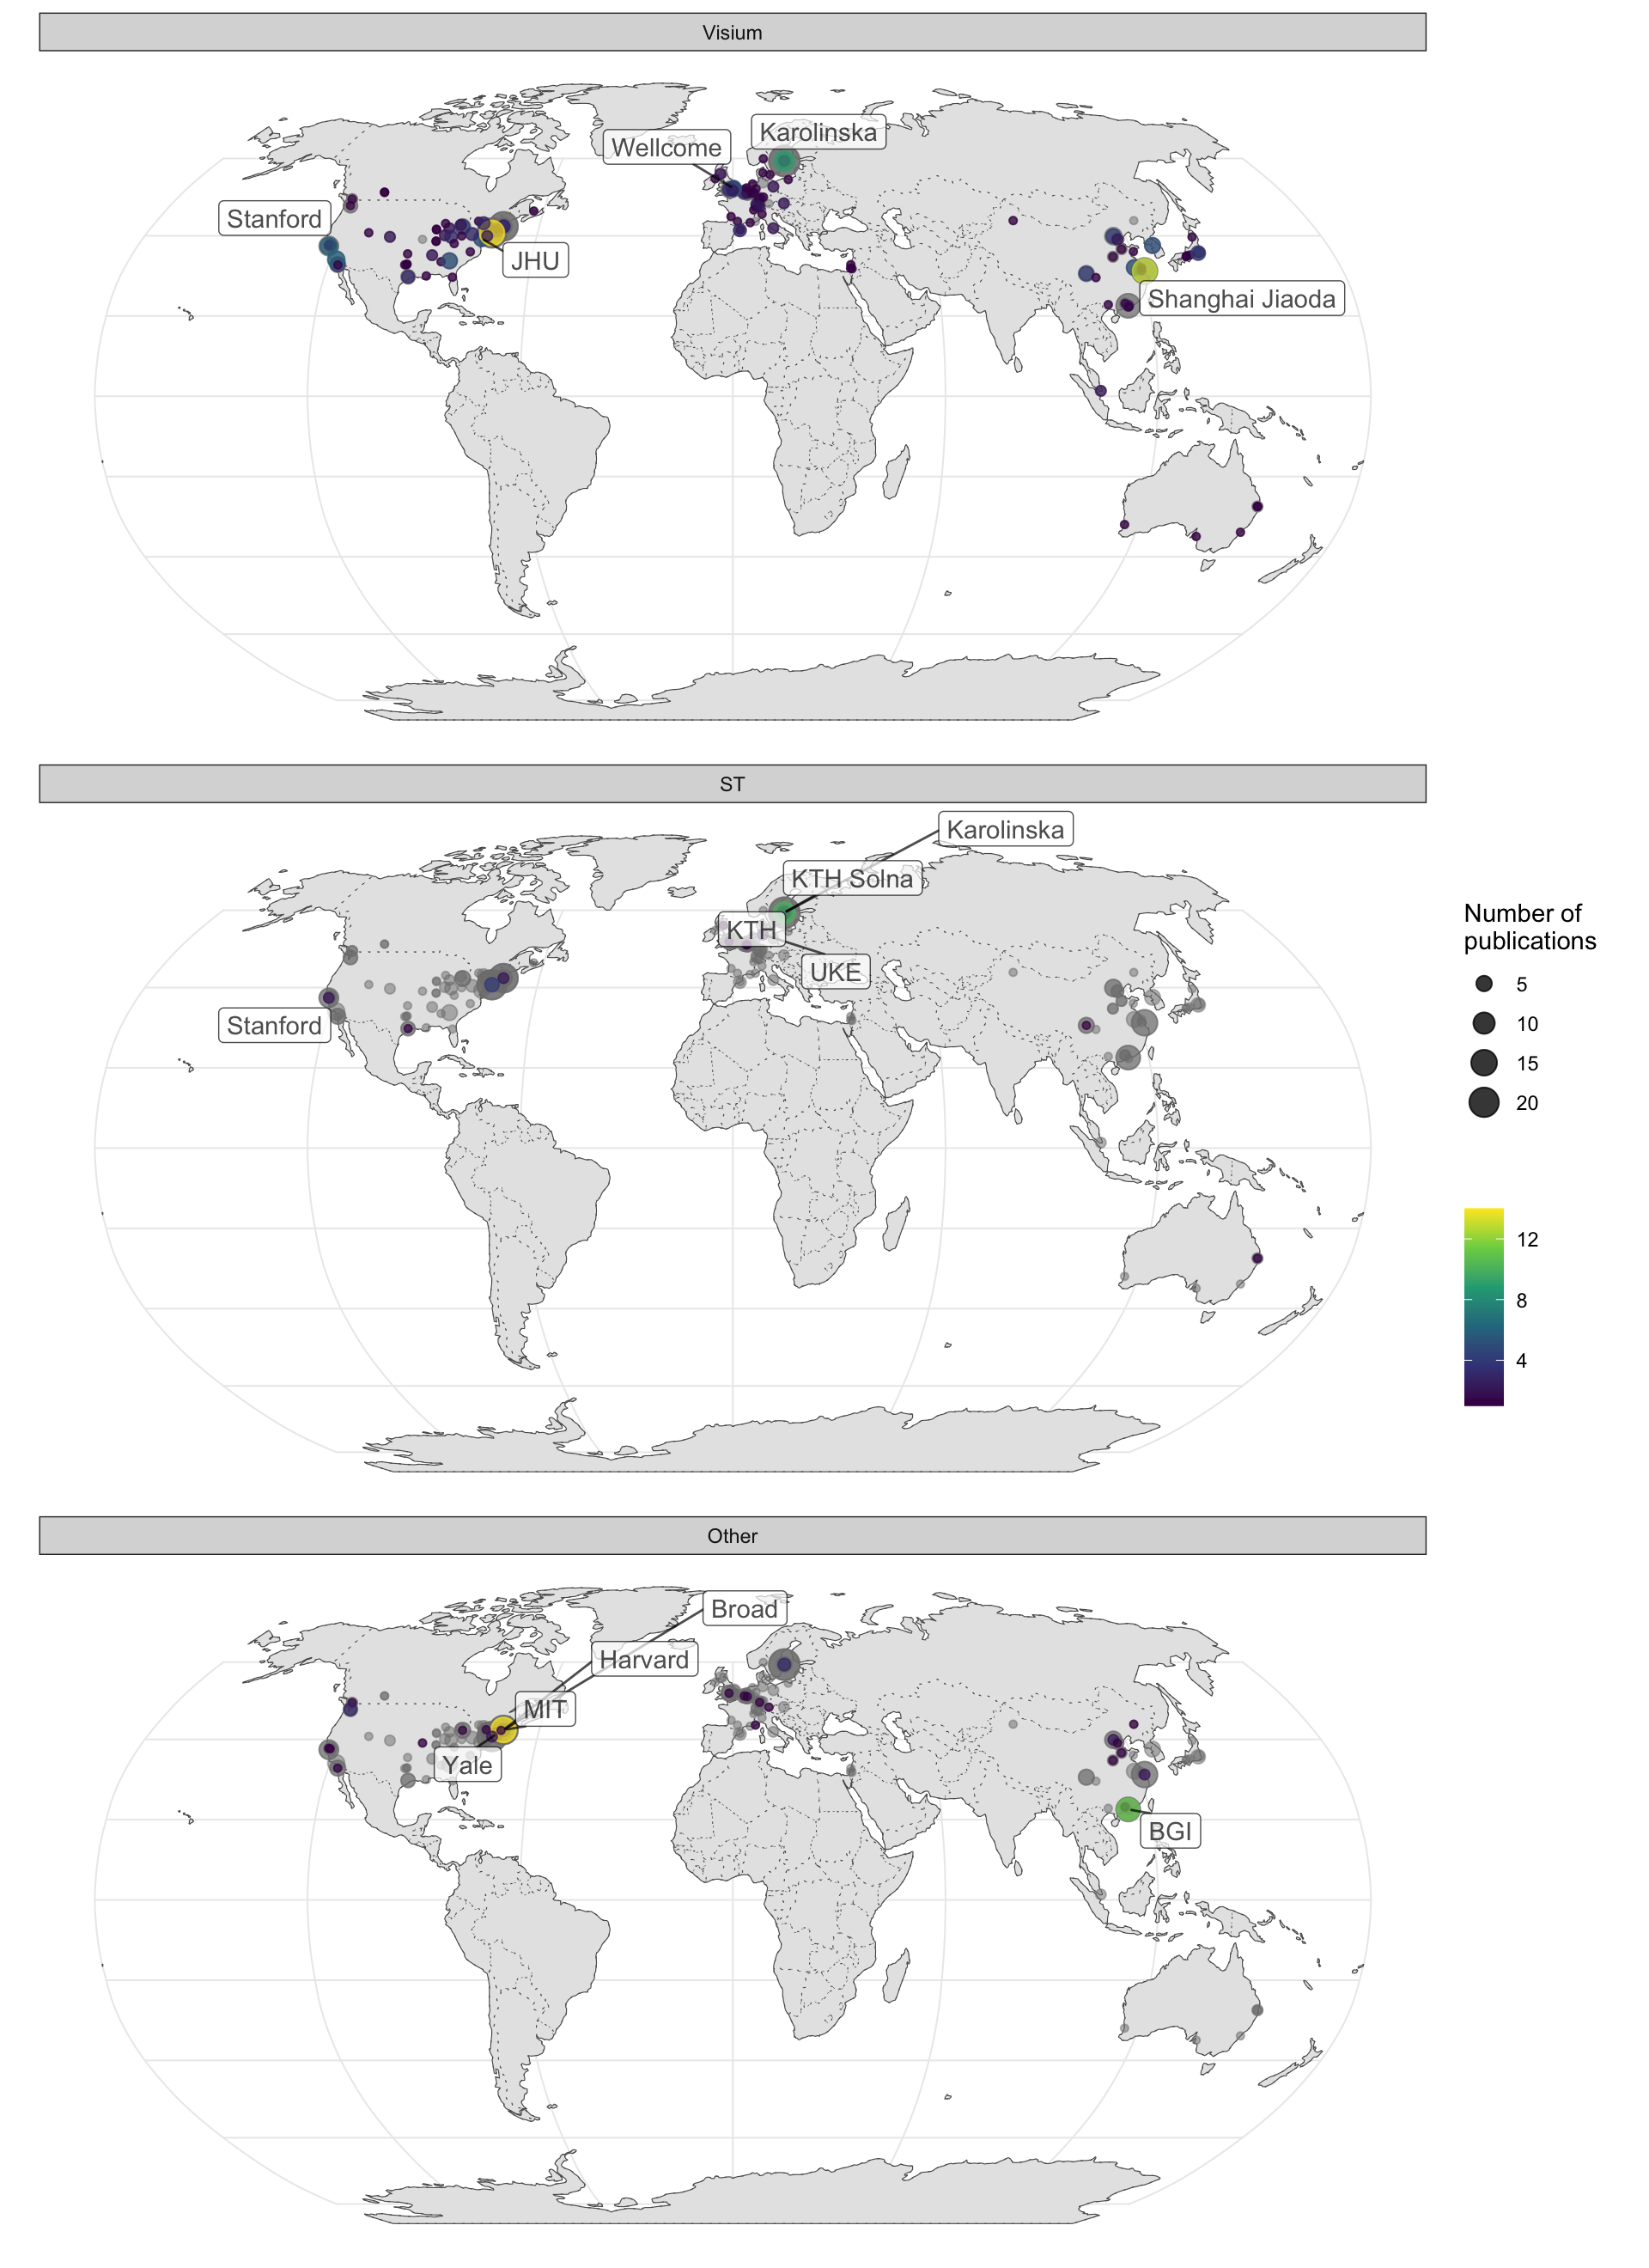 Visium
Karolinska
Wellcome
Stanford
JHU
Shanghai Jiaoda
ST
Karolinska
KTH Solna
KTH
UKE
Stanford
Number of
publications
5
10
15
20
12
8
4
Other
Broad
Harvard
MIT
Yale
BGI